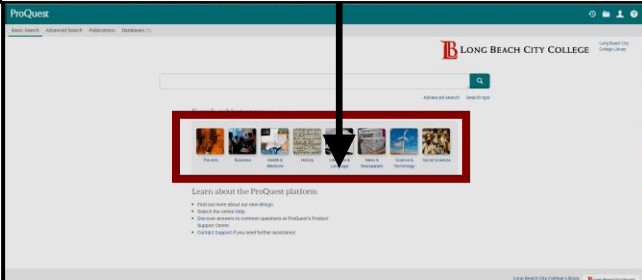 ProQuest
Basic Search Advanced Search Publications Databases (1)
LONG BEACH CITY COLLEGE
Long Beach City
College Library
Advanced search Search tips
The Arts
Business
Health &
Medicine
History
Language
News &
Newspapers
Science &
Technology
Social Sciences
Learn about the ProQuest platform
Find out more about our new design.
Search the online help.
Discover answers to common questions at ProQuest's Product
Support Center
Contact Support if you need further assistance.
Long Beach City College Library